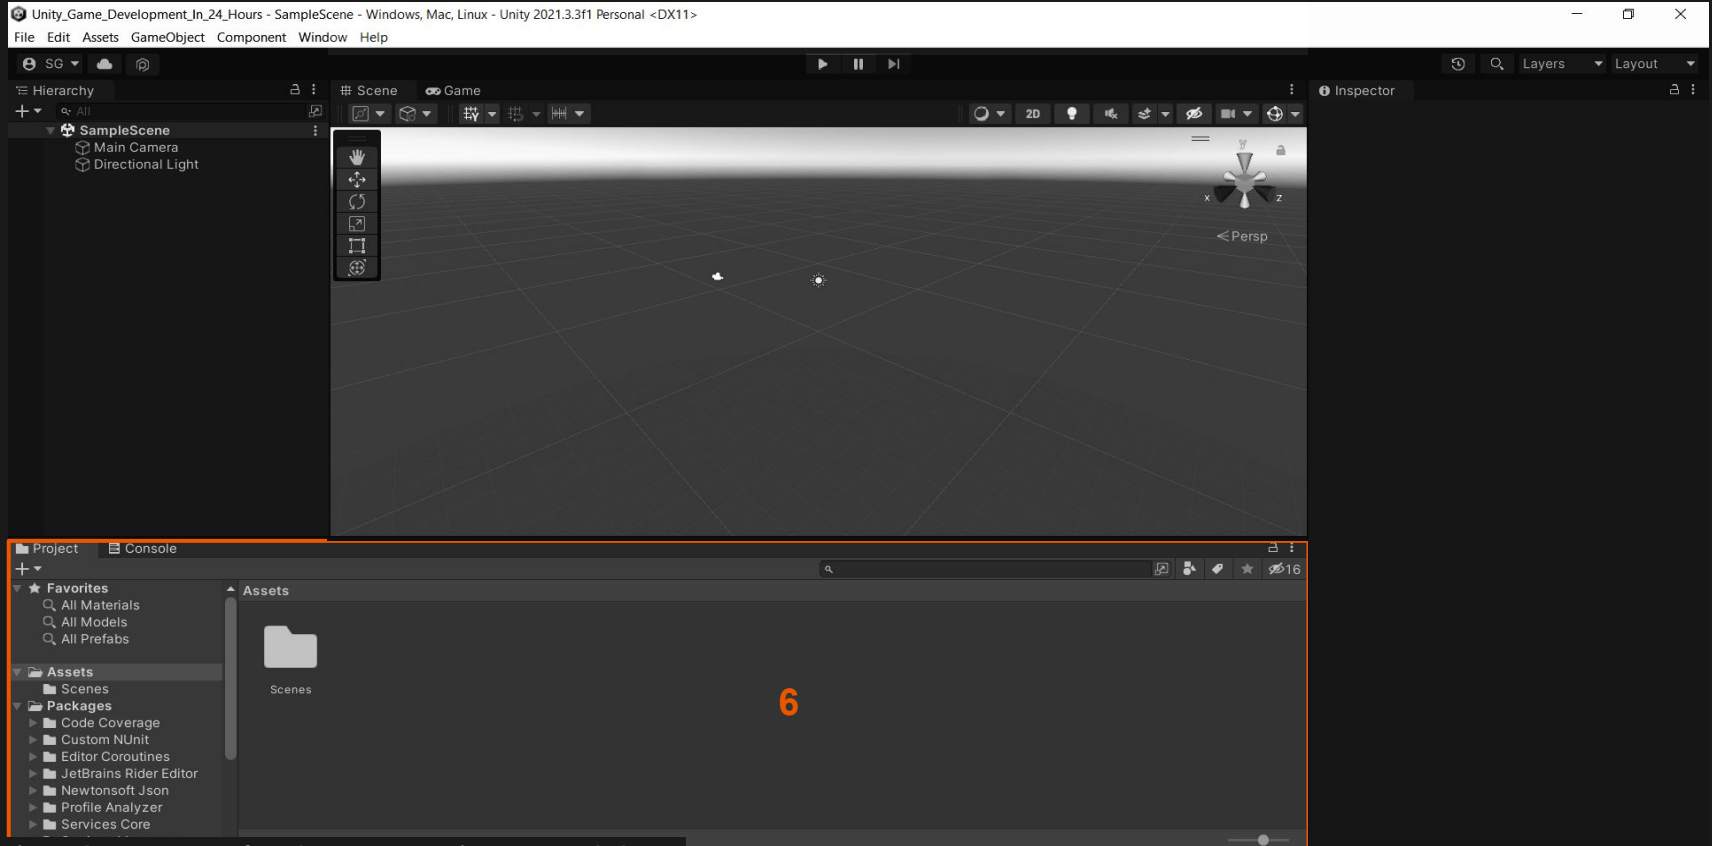 Unity_Game_Development_In_24_Hours - SampleScene - Windows, Mac, Linux - Unity 2021.3.3f1 Personal <DX11>
File Edit Assets GameObject Component Window Help
SG Layers Layout
Hierarchy Scene Game Inspector
All 2D
SampleScene
Main Camera
Directional Light
y
x z
Persp
Project Console
16
Favorites Assets
All Materials
All Models
All Prefabs
Assets
Scenes Scenes
Packages 6
Code Coverage
Custom NUnit
Editor Coroutines
JetBrains Rider Editor
Newtonsoft Json
Profile Analyzer
Services Core